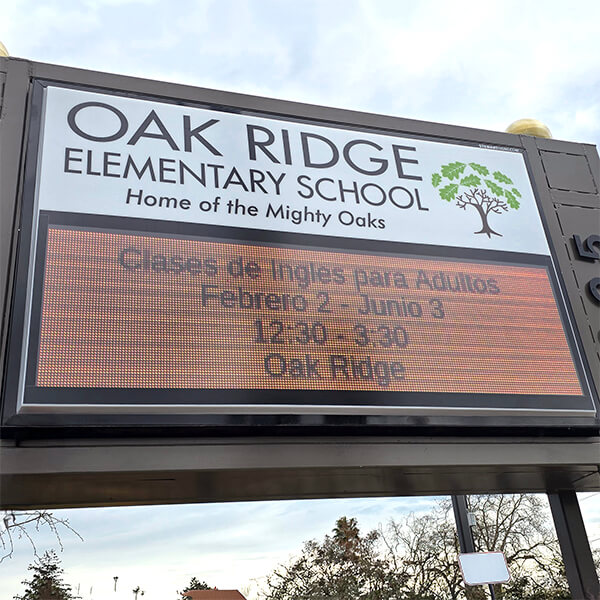 OAK RIDGE
ELEMENTARY SCHOOL
Home of the Mighty Oaks
Clases de Ingles para Adultos
Febrero 2 - Junio 3
12:30 - 3:30
Oak Ridge
5